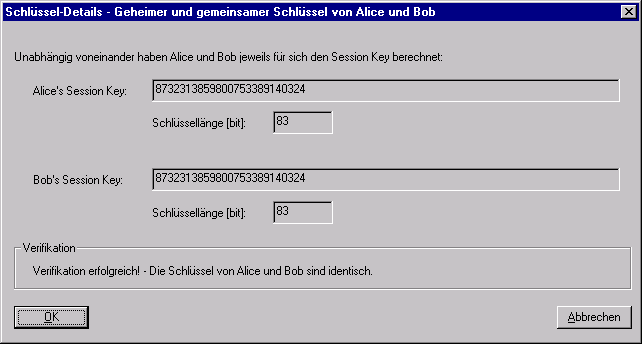 Schlüssel-Details - Geheimer und gemeinsamer Schlüssel von Alice und Bob
Unabhängig voneinander haben Alice und Bob jeweils für sich den Session Key berechnet:
Alice's Session Key: 8732313859800753389140324
Schlüssellänge [bit]: 83
Bob's Session Key: 8732313859800753389140324
Schlüssellänge [bit]: 83
Verifikation
Verifikation erfolgreich! - Die Schlüssel von Alice und Bob sind identisch.
OK Abbrechen